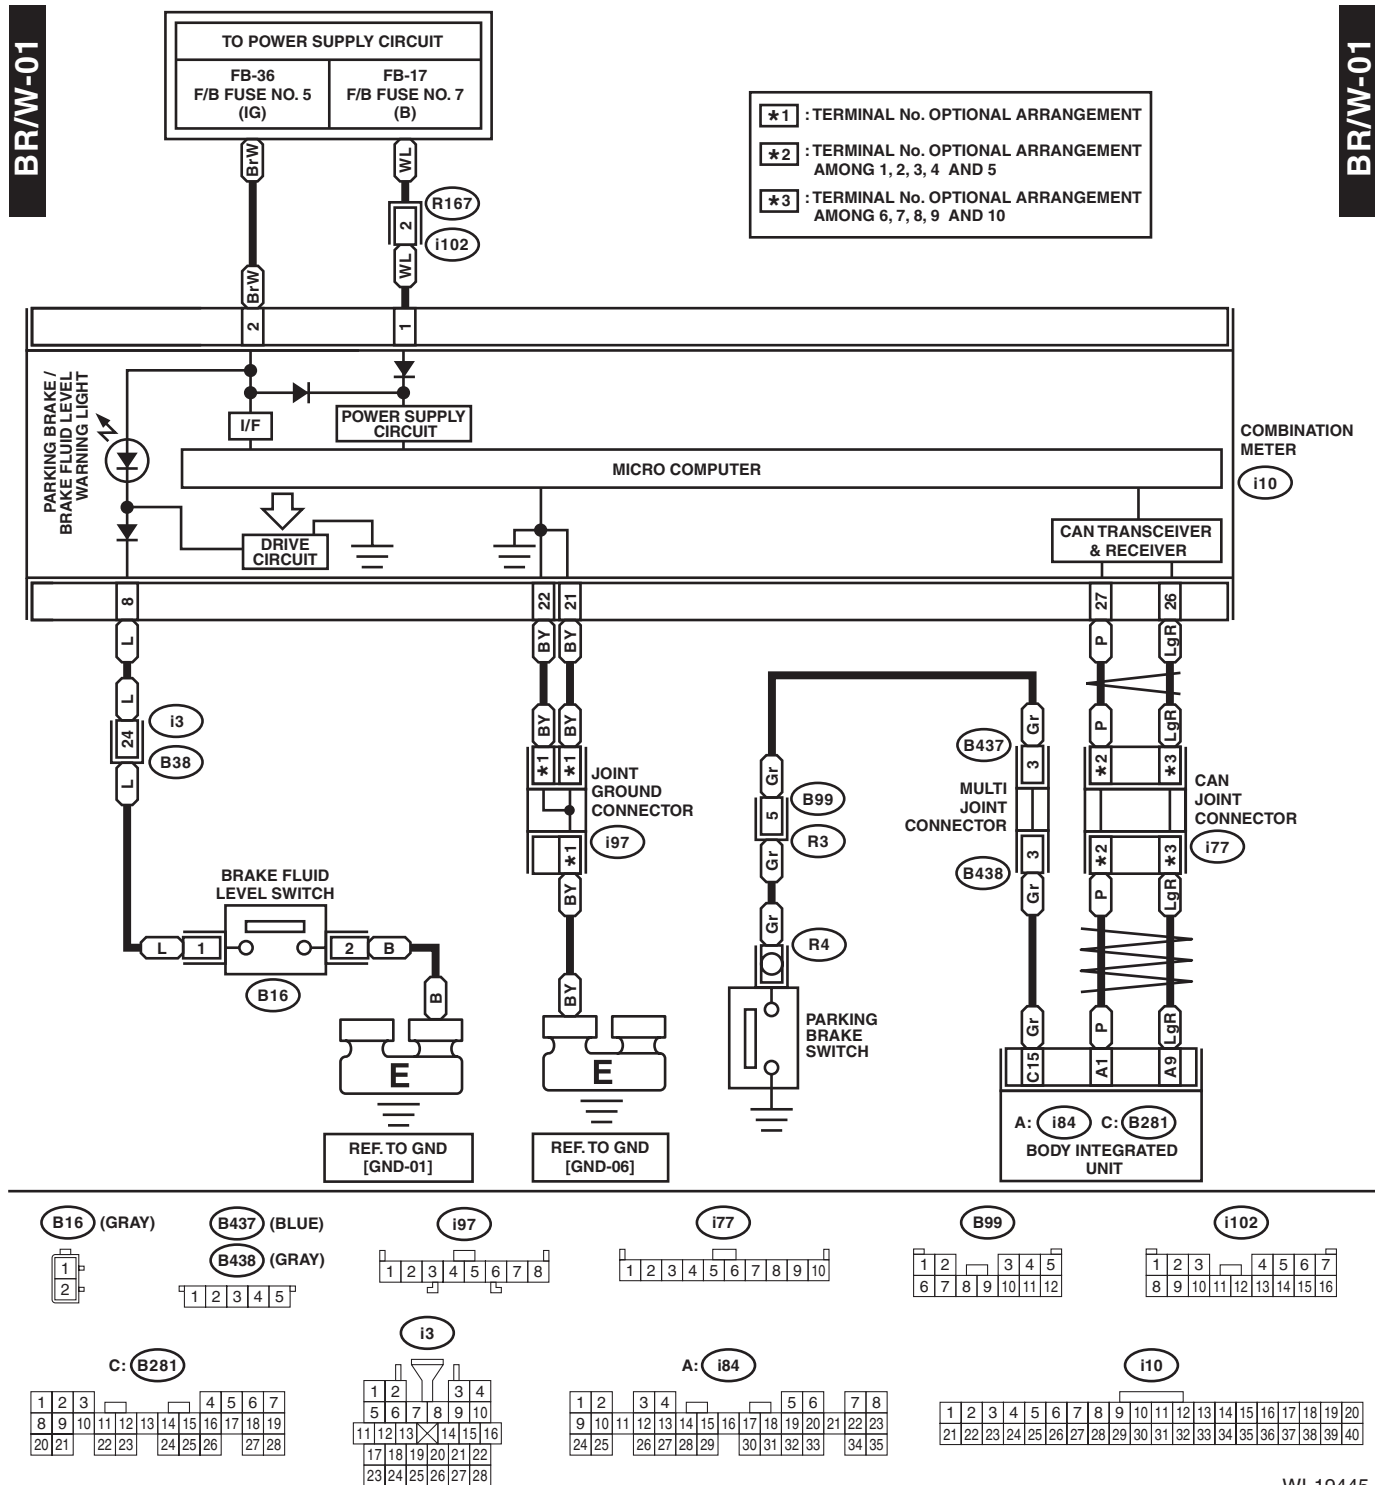 BR/W-01
BR/W-01
TO POWER SUPPLY CIRCUIT
FB-36
F/B FUSE NO. 5
(IG)
FB-17
F/B FUSE NO. 7
(B)
*1 : TERMINAL No. OPTIONAL ARRANGEMENT
*2 : TERMINAL No. OPTIONAL ARRANGEMENT
AMONG 1, 2, 3, 4 AND 5
*3 : TERMINAL No. OPTIONAL ARRANGEMENT
AMONG 6, 7, 8, 9 AND 10
BrW
WL
R167
2
i102
BrW
WL
2
1
PARKING BRAKE /
BRAKE FLUID LEVEL
WARNING LIGHT
I/F
POWER SUPPLY
CIRCUIT
MICRO COMPUTER
COMBINATION
METER
i10
DRIVE
CIRCUIT
CAN TRANSCEIVER
& RECEIVER
8
22
21
27
26
L
BY
BY
P
LgR
L
BY
BY
Gr
P
LgR
i3
24
B38
L
*1
*1
JOINT
GROUND
CONNECTOR
*1
i97
BY
BY
Gr
B99
5
R3
Gr
Gr
R4
B437
3
MULTI
JOINT
CONNECTOR
3
B438
Gr
*2
*3
CAN
JOINT
CONNECTOR
i77
*2
*3
P
LgR
BRAKE FLUID
LEVEL SWITCH
L
1
2
B
B16
B
E
E
PARKING
BRAKE
SWITCH
Gr
P
LgR
C15
A1
A9
A: i84 C: B281
BODY INTEGRATED
UNIT
REF. TO GND
[GND-01]
REF. TO GND
[GND-06]
B16 (GRAY)
1
2
B437 (BLUE)
B438 (GRAY)
1 2 3 4 5
i97
1 2 3 4 5 6 7 8
i77
1 2 3 4 5 6 7 8 9 10
B99
1 2 3 4 5
6 7 8 9 10 11 12
i102
1 2 3 4 5 6 7
8 9 10 11 12 13 14 15 16
C: B281
1 2 3 4 5 6 7
8 9 10 11 12 13 14 15 16 17 18 19
20 21 22 23 24 25 26 27 28
i3
1 2 3 4
5 6 7 8 9 10
11 12 13 14 15 16
17 18 19 20 21 22
23 24 25 26 27 28
A: i84
1 2 3 4 5 6 7 8
9 10 11 12 13 14 15 16 17 18 19 20 21 22 23
24 25 26 27 28 29 30 31 32 33 34 35
i10
1 2 3 4 5 6 7 8 9 10 11 12 13 14 15 16 17 18 19 20
21 22 23 24 25 26 27 28 29 30 31 32 33 34 35 36 37 38 39 40